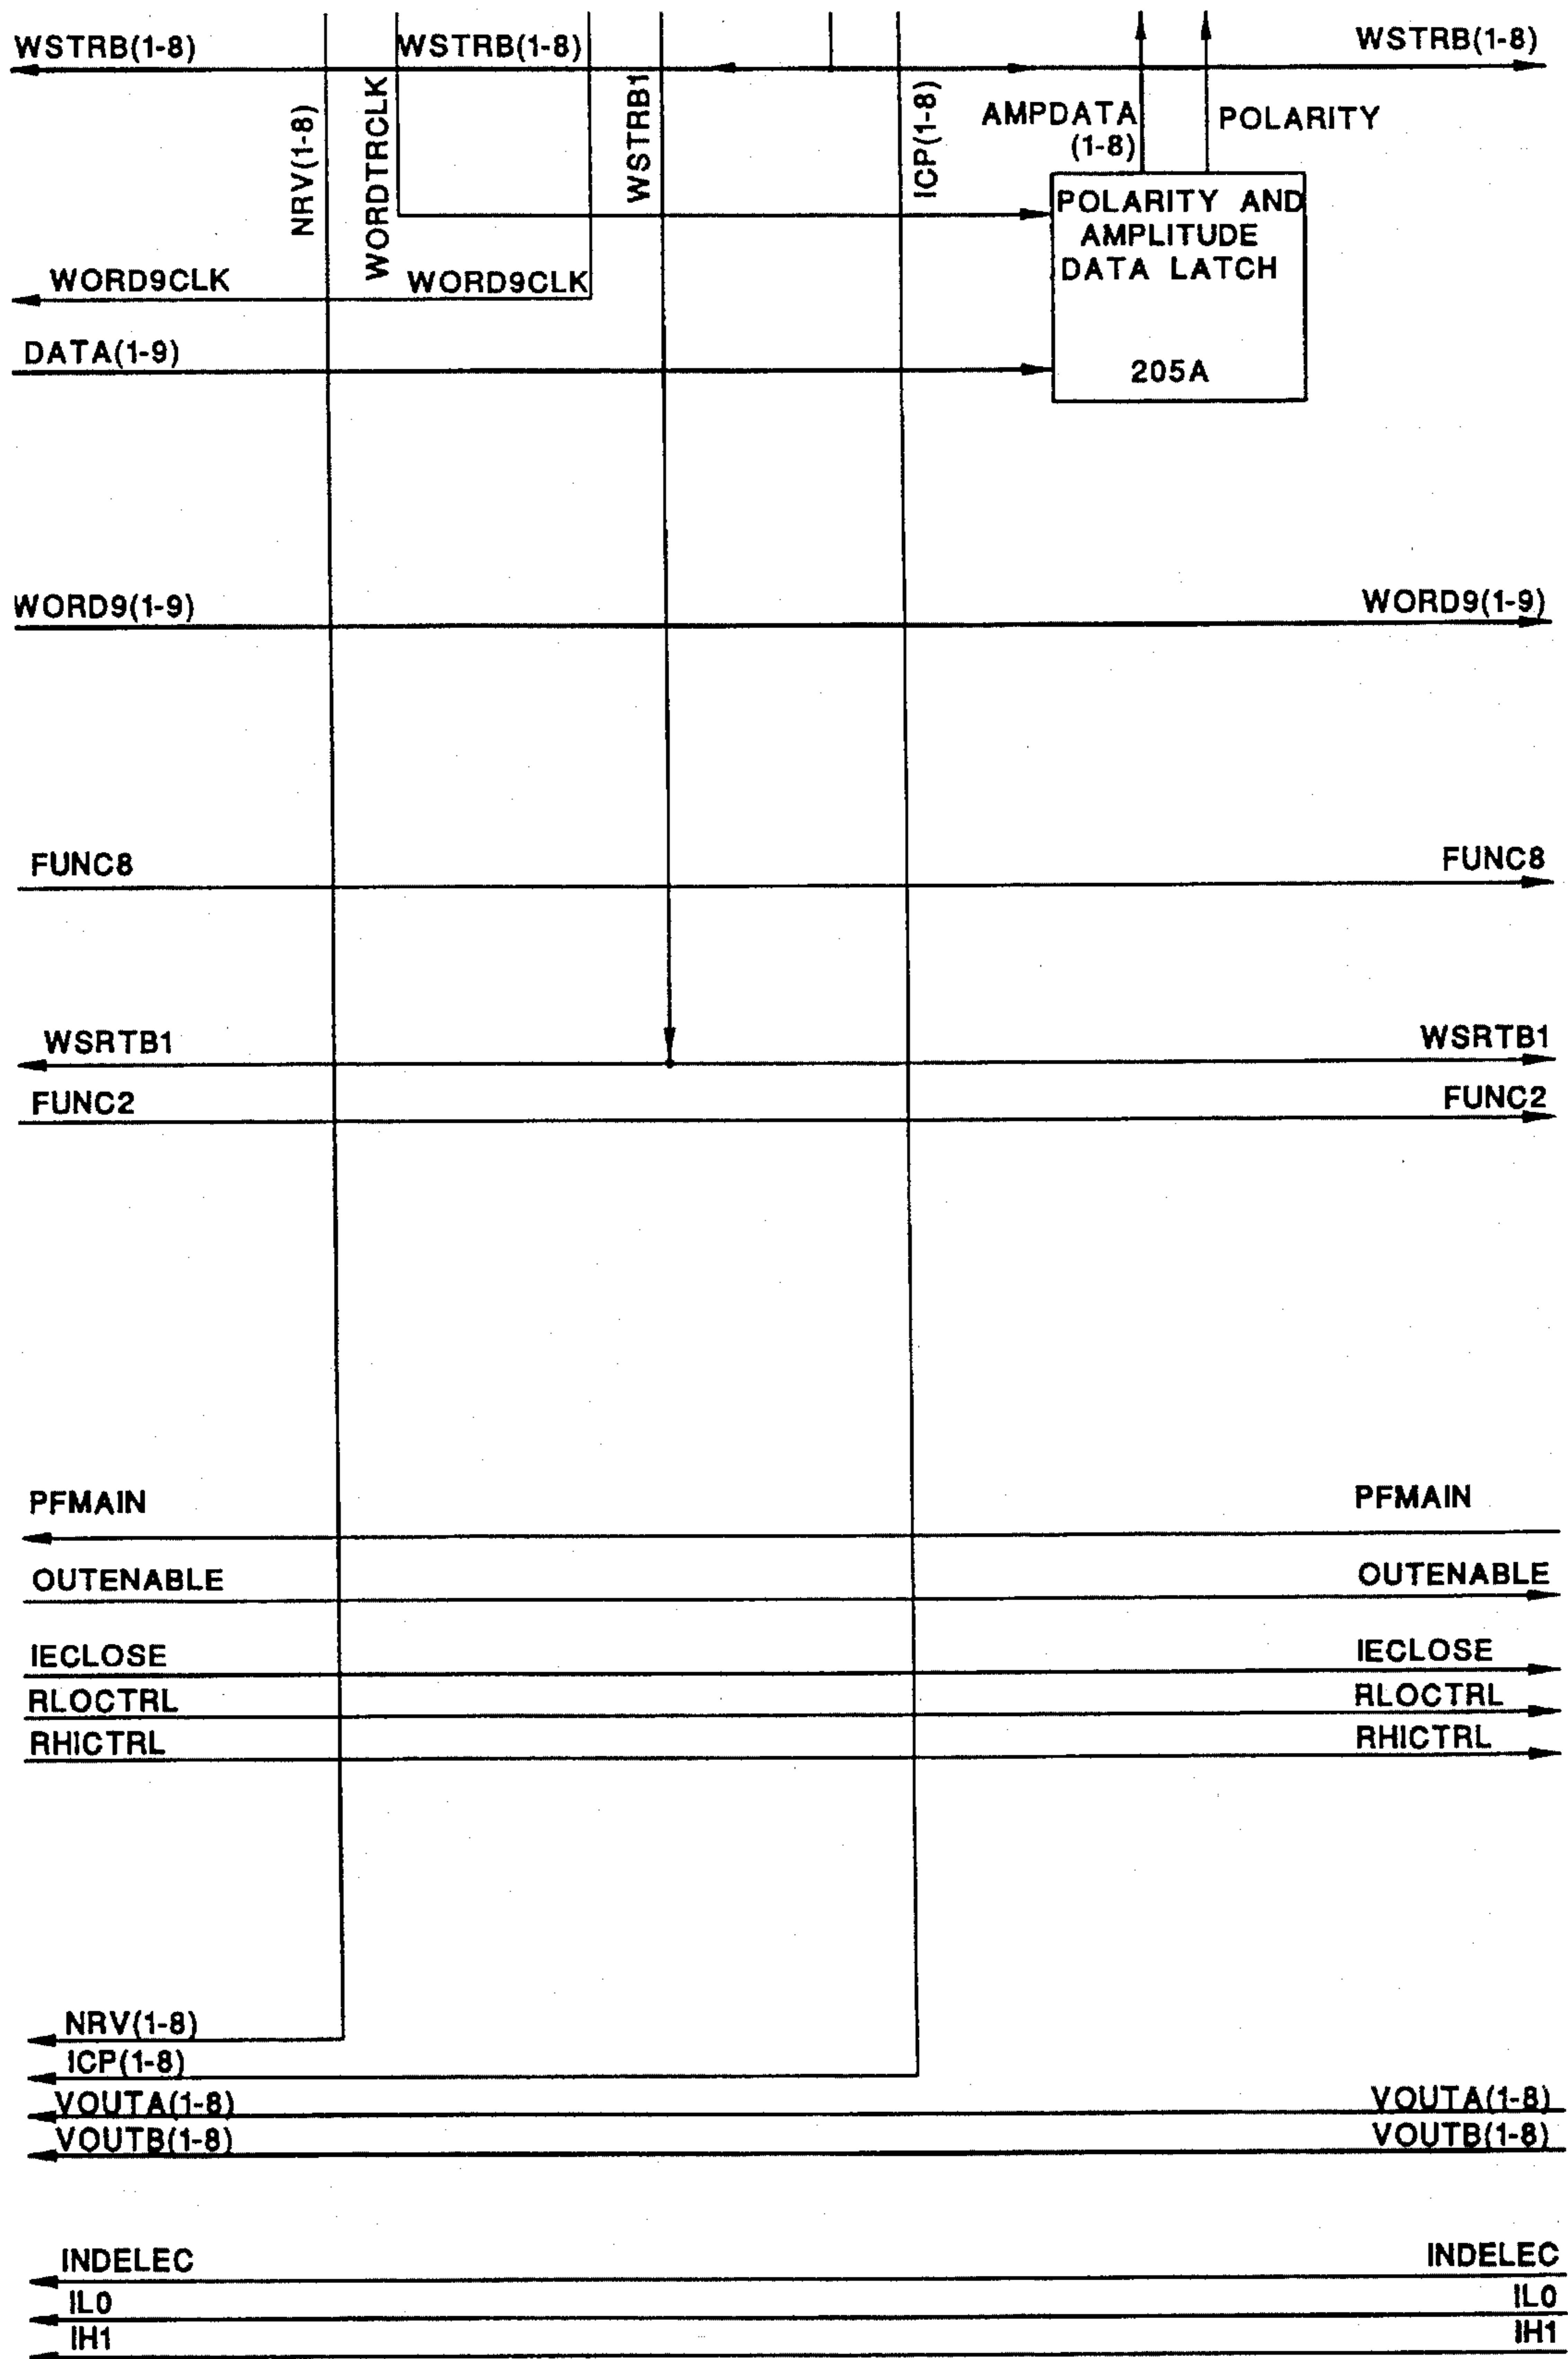 WSTRB(1-8)
WSTRB(1-8)
WSTRB(1-8)
NRV(1-8)
WORDTRCLK
WSTRB1
ICP(1-8)
AMPDATA
(1-8)
POLARITY
POLARITY AND
AMPLITUDE
DATA LATCH
205A
WORD9CLK
WORD9CLK
DATA(1-9)
WORD9(1-9)
WORD9(1-9)
FUNC8
FUNC8
WSRTB1
WSRTB1
FUNC2
FUNC2
PFMAIN
PFMAIN
OUTENABLE
OUTENABLE
IECLOSE
IECLOSE
RLOCTRL
RLOCTRL
RHICTRL
RHICTRL
NRV(1-8)
ICP(1-8)
VOUTA(1-8)
VOUTA(1-8)
VOUTB(1-8)
VOUTB(1-8)
INDELEC
INDELEC
IL0
IL0
IH1
IH1